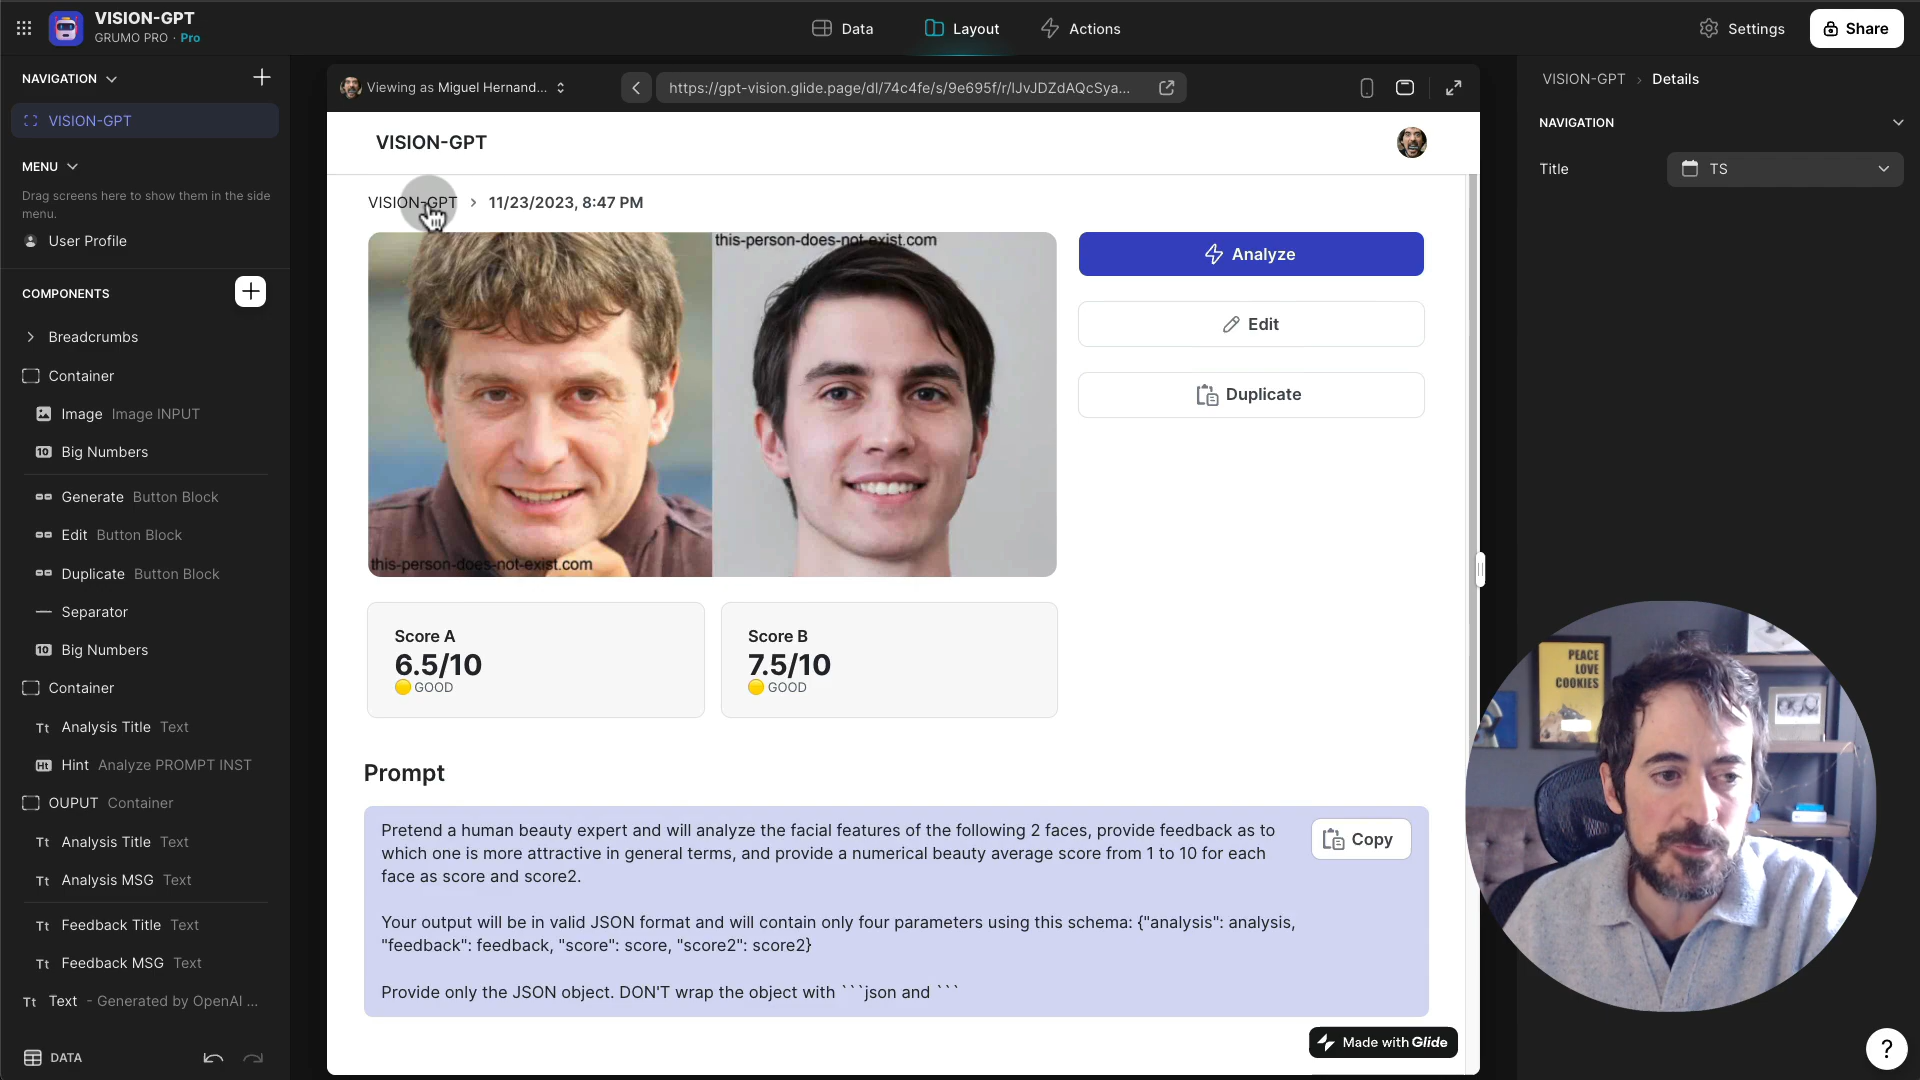 VISION-GPT
GRUMO PRO · Pro
Data
Layout
Actions
Settings
Share
NAVIGATION
VISION-GPT
MENU
Drag screens here to show them in the side
menu.
User Profile
COMPONENTS
Breadcrumbs
Container
Image Image INPUT
Big Numbers
Generate Button Block
Edit Button Block
Duplicate Button Block
Separator
Big Numbers
Container
Analysis Title Text
Hint Analyze PROMPT INST
OUPUT Container
Analysis Title Text
Analysis MSG Text
Feedback Title Text
Feedback MSG Text
Text - Generated by OpenAI ...
DATA
Viewing as Miguel Hernand...
https://gpt-vision.glide.page/dl/74c4fe/s/9e695f/r/lJvJDZdAQcSya...
VISION-GPT
VISION-GPT > 11/23/2023, 8:47 PM
this-person-does-not-exist.com
this-person-does-not-exist.com
Analyze
Edit
Duplicate
Score A
6.5/10
GOOD
Score B
7.5/10
GOOD
Prompt
Pretend a human beauty expert and will analyze the facial features of the following 2 faces, provide feedback as to
which one is more attractive in general terms, and provide a numerical beauty average score from 1 to 10 for each
face as score and score2.
Your output will be in valid JSON format and will contain only four parameters using this schema: {"analysis": analysis,
"feedback": feedback, "score": score, "score2": score2}
Provide only the JSON object. DON'T wrap the object with ```json and ```
Copy
Made with Glide
VISION-GPT > Details
NAVIGATION
Title
TS
PEACE
LOVE
COOKIES
?